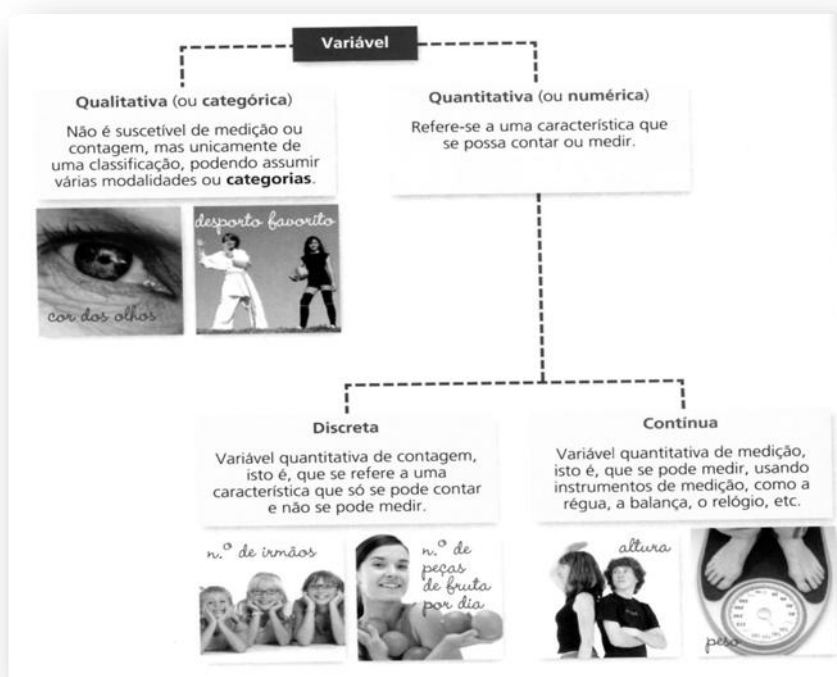 Variável
Qualitativa (ou categórica)
Não é suscetível de medição ou
contagem, mas unicamente de
uma classificação, podendo assumir
várias modalidades ou categorias.
cor dos olhos
desporto favorito
Quantitativa (ou numérica)
Refere-se a uma característica que
se possa contar ou medir.
Discreta
Variável quantitativa de contagem,
isto é, que se refere a uma
característica que só se pode contar
e não se pode medir.
n.º de irmãos
n.º de
peças
de fruta
por dia
Contínua
Variável quantitativa de medição,
isto é, que se pode medir, usando
instrumentos de medição, como a
régua, a balança, o relógio, etc.
altura
peso